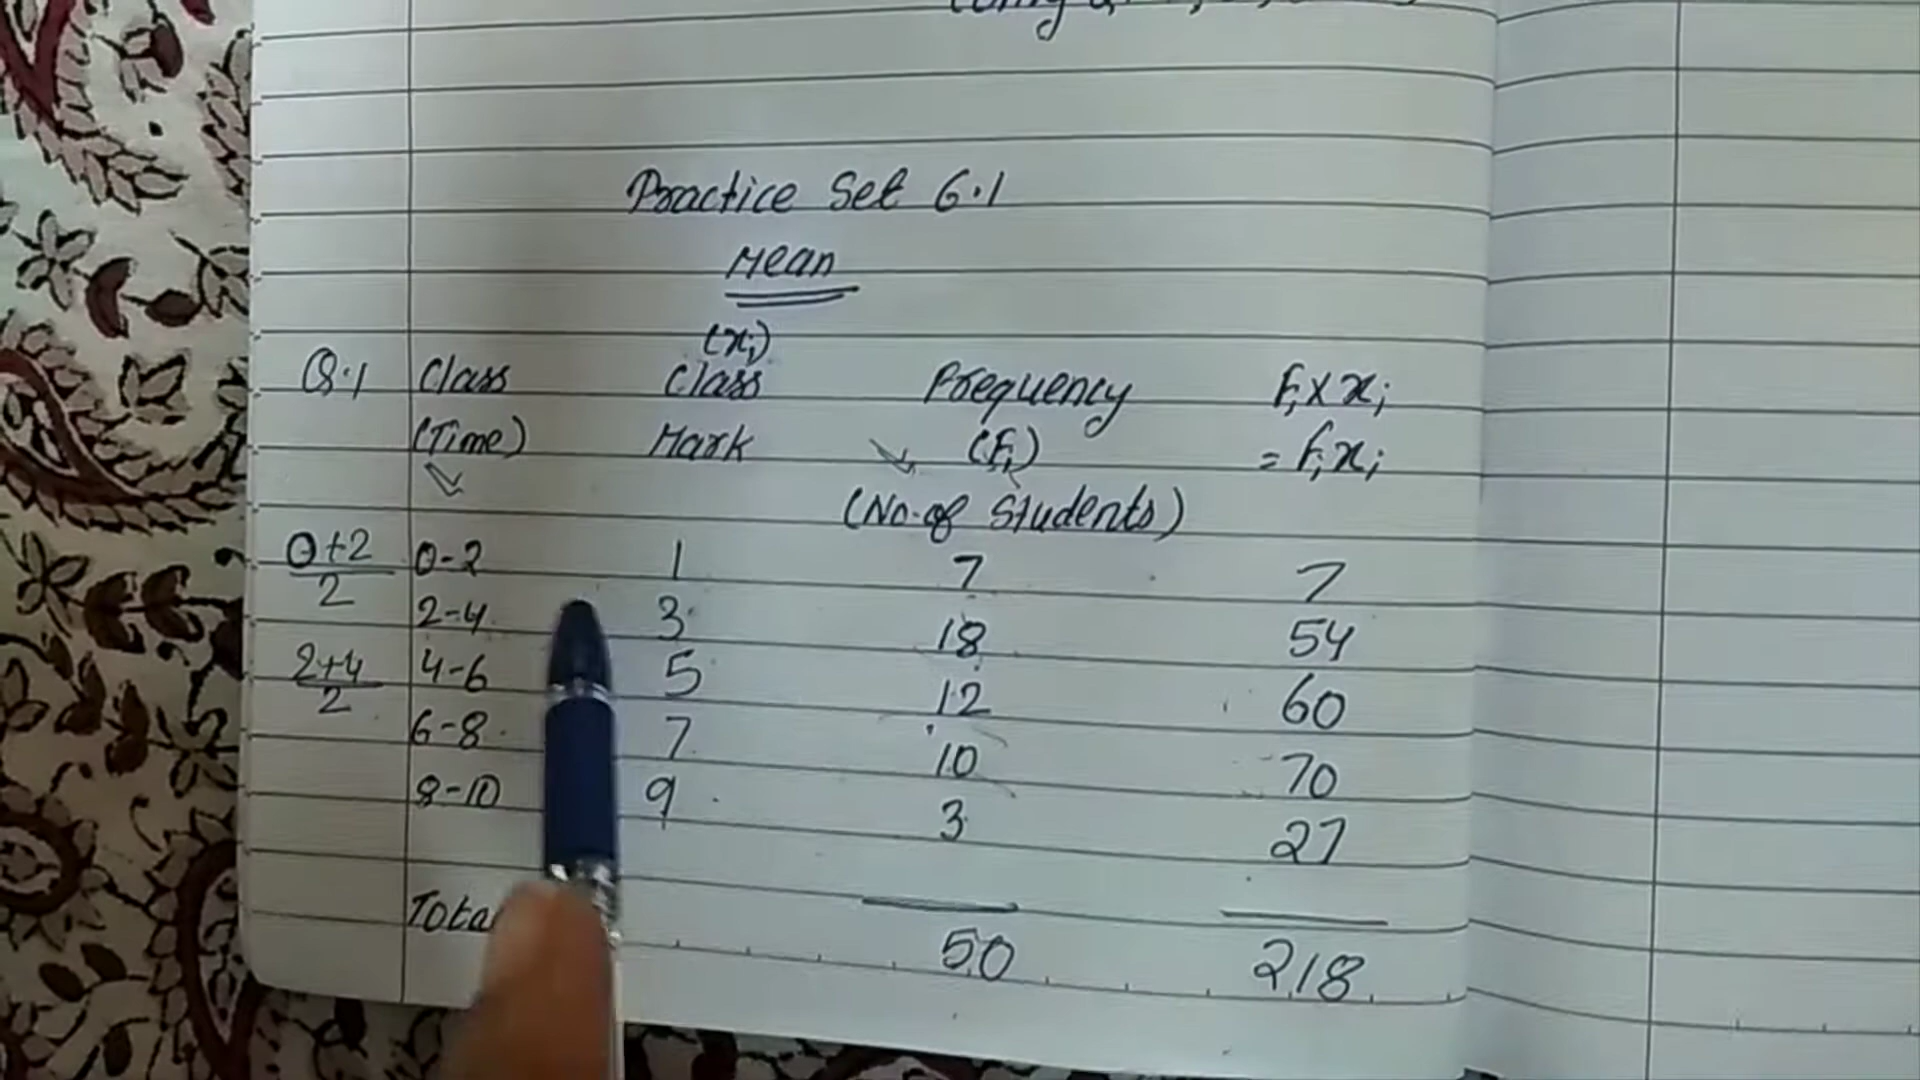 Practice Set 6.1
Mean
(xi)
Q.1 Class Class Frequency Fi×xi
(Time) Mark (Fi) = fixi
(No. of Students)
0+2/2 0-2 1 7 7
2-4 3 18 54
2+4/2 4-6 5 12 60
6-8 7 10 70
8-10 9 3 27
Tota 50 218